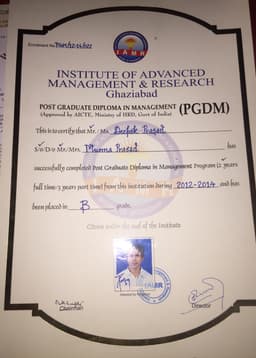 I A M R
INSTITUTE OF ADVANCED
MANAGEMENT & RESEARCH
Ghaziabad
POST GRADUATE DIPLOMA IN MANAGEMENT (PGDM)
(Approved by AICTE, Ministry of HRD, Govt of India)
This is to certify that Mr. / Ms. Deepak Prasad
S/o D/o Mr/Mrs. Prasad has
successfully completed Post Graduate Diploma in Management Program (2 years
full time/3 years part time) from this institution during 2012-2014 and has
been placed in B grade.
Given under the seal of the Institute
IAMR
Chairman
Director